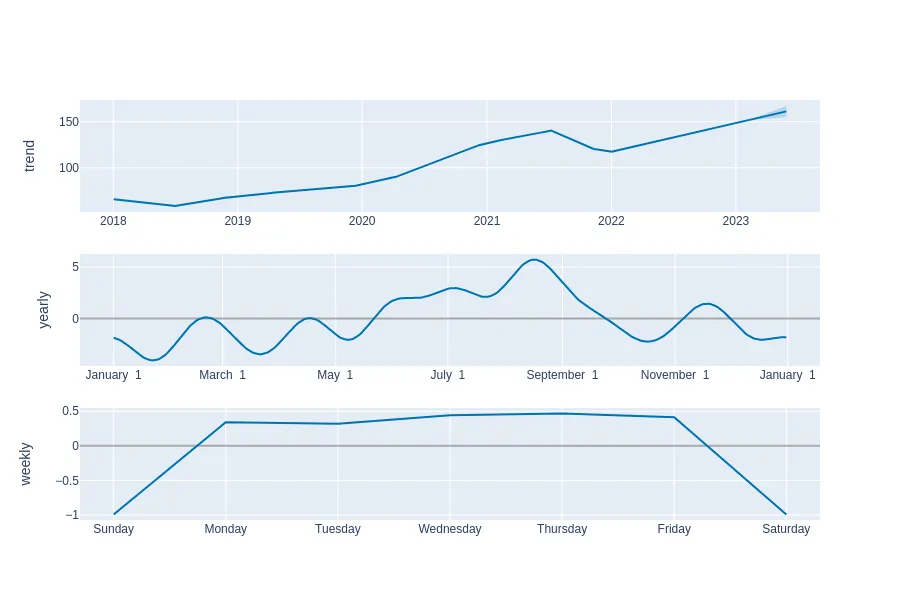 trend
150
100
2018 2019 2020 2021 2022 2023
yearly
5
0
January 1 March 1 May 1 July 1 September 1 November 1 January 1
weekly
0.5
0
−0.5
−1
Sunday Monday Tuesday Wednesday Thursday Friday Saturday